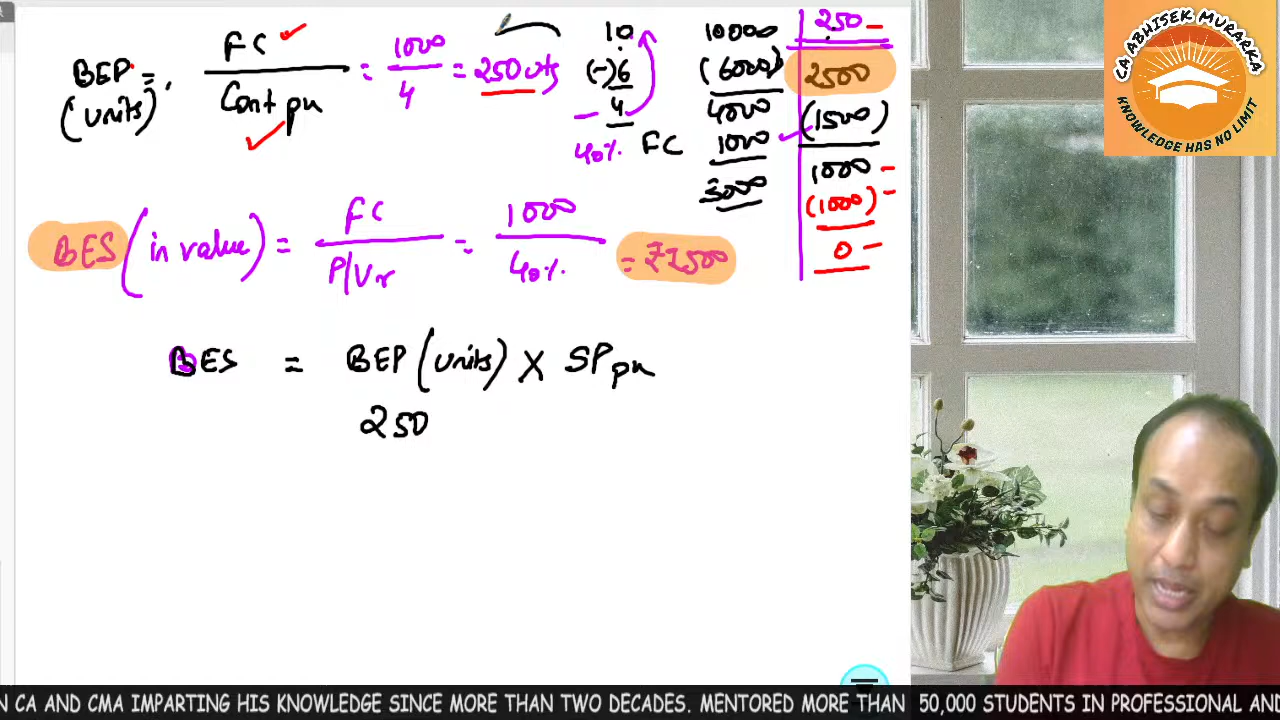 BEP (units) = FC / Cont pu = 1000 / 4 = 250 uts
10
(-) 6
4
40%
10000
(6000)
4000
FC 1000
3000
250
2500
(1500)
1000
(1000)
0
BES (in value) = FC / P/Vr = 1000 / 40% = ₹2500
BES = BEP (units) X SP pu
250
CA ABHISEK MURARKA
KNOWLEDGE HAS NO LIMIT
N CA AND CMA IMPARTING HIS KNOWLEDGE SINCE MORE THAN TWO DECADES. MENTORED MORE THAN 50,000 STUDENTS IN PROFESSIONAL AND